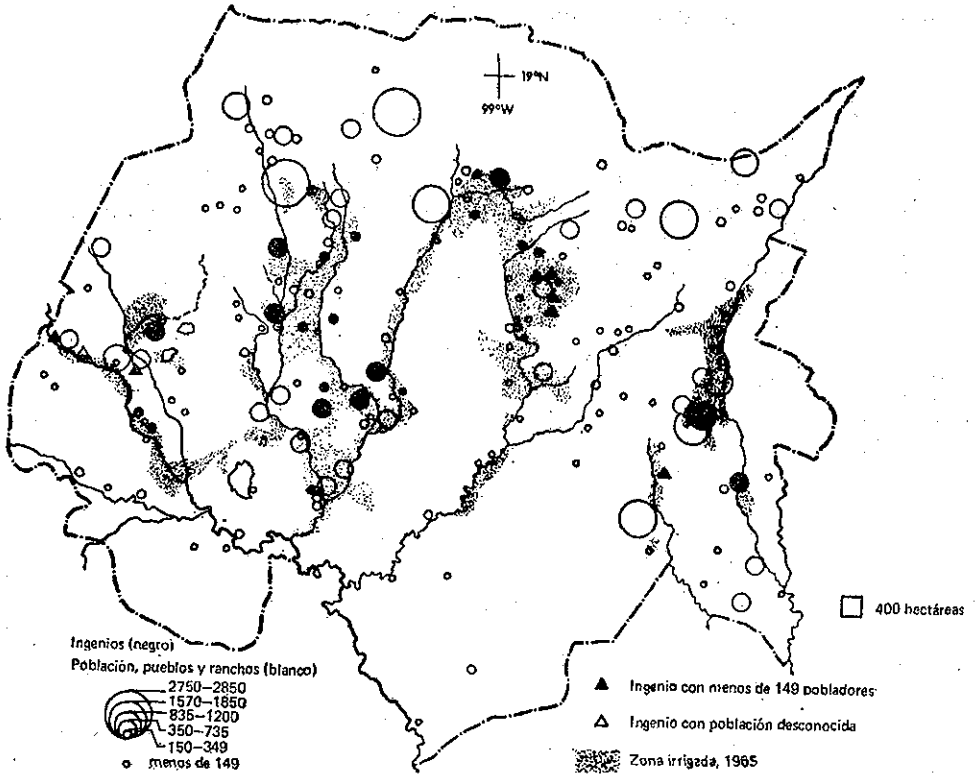 19°N
99°W
400 hectáreas
Ingenios (negro)
Población, pueblos y ranchos (blanco)
2750–2850
1570–1850
835–1200
350–735
150–349
menos de 149
Ingenio con menos de 149 pobladores
Ingenio con población desconocida
Zona irrigada, 1965